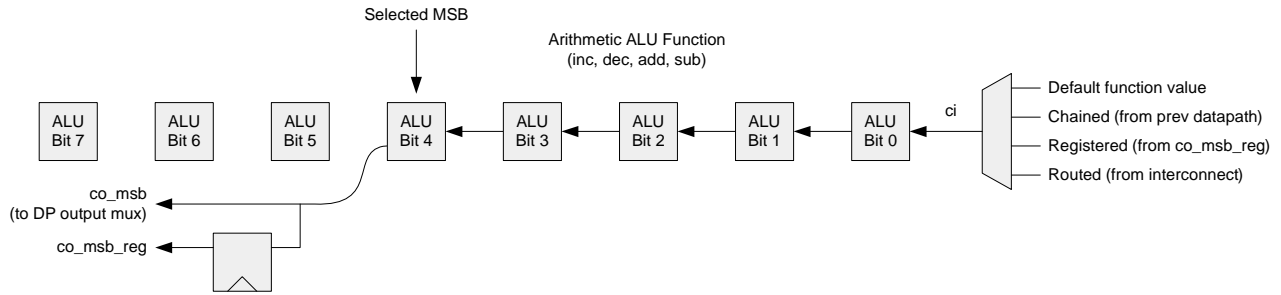 Selected MSB
Arithmetic ALU Function
(inc, dec, add, sub)
ALU
Bit 7
ALU
Bit 6
ALU
Bit 5
ALU
Bit 4
ALU
Bit 3
ALU
Bit 2
ALU
Bit 1
ALU
Bit 0
ci
Default function value
Chained (from prev datapath)
Registered (from co_msb_reg)
Routed (from interconnect)
co_msb
(to DP output mux)
co_msb_reg